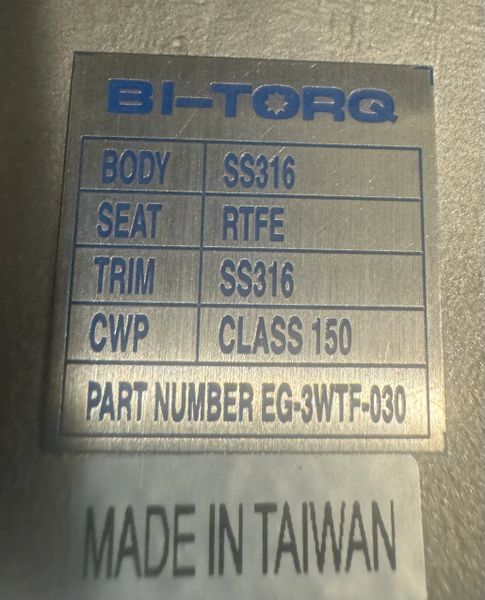 BI-TORQ
BODY SS316
SEAT RTFE
TRIM SS316
CWP CLASS 150
PART NUMBER EG-3WTF-030
MADE IN TAIWAN